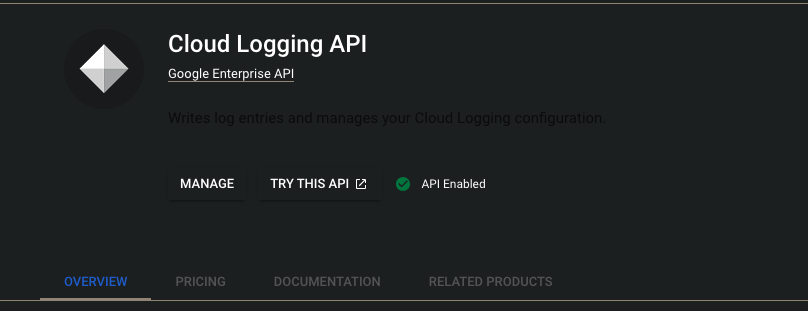 Cloud Logging API
Google Enterprise API
Writes log entries and manages your Cloud Logging configuration.
MANAGE TRY THIS API API Enabled
OVERVIEW PRICING DOCUMENTATION RELATED PRODUCTS